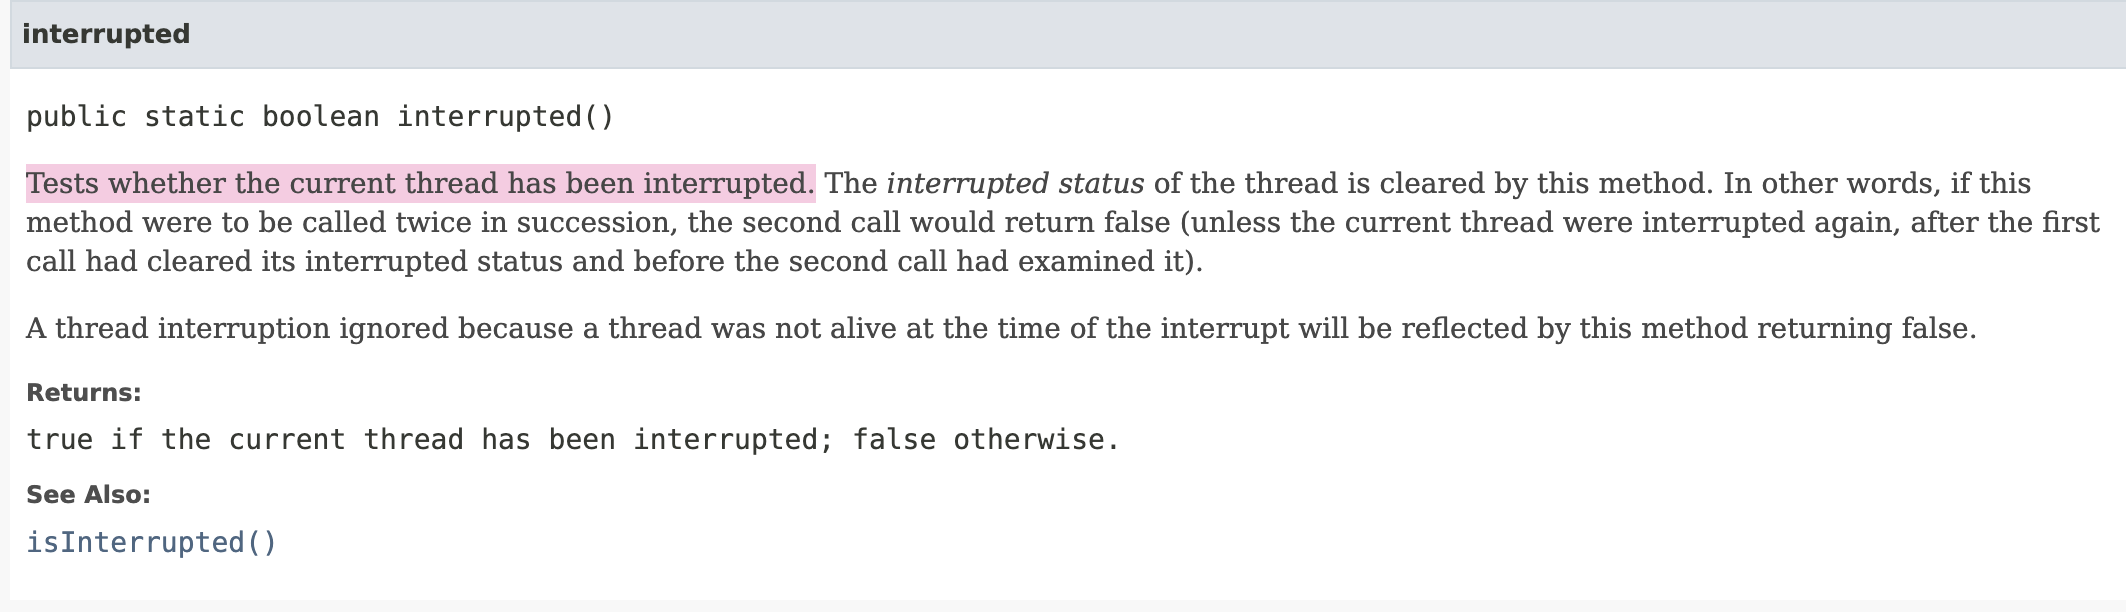 interrupted
public static boolean interrupted()
Tests whether the current thread has been interrupted. The interrupted status of the thread is cleared by this method. In other words, if this
method were to be called twice in succession, the second call would return false (unless the current thread were interrupted again, after the first
call had cleared its interrupted status and before the second call had examined it).
A thread interruption ignored because a thread was not alive at the time of the interrupt will be reflected by this method returning false.
Returns:
true if the current thread has been interrupted; false otherwise.
See Also:
isInterrupted()